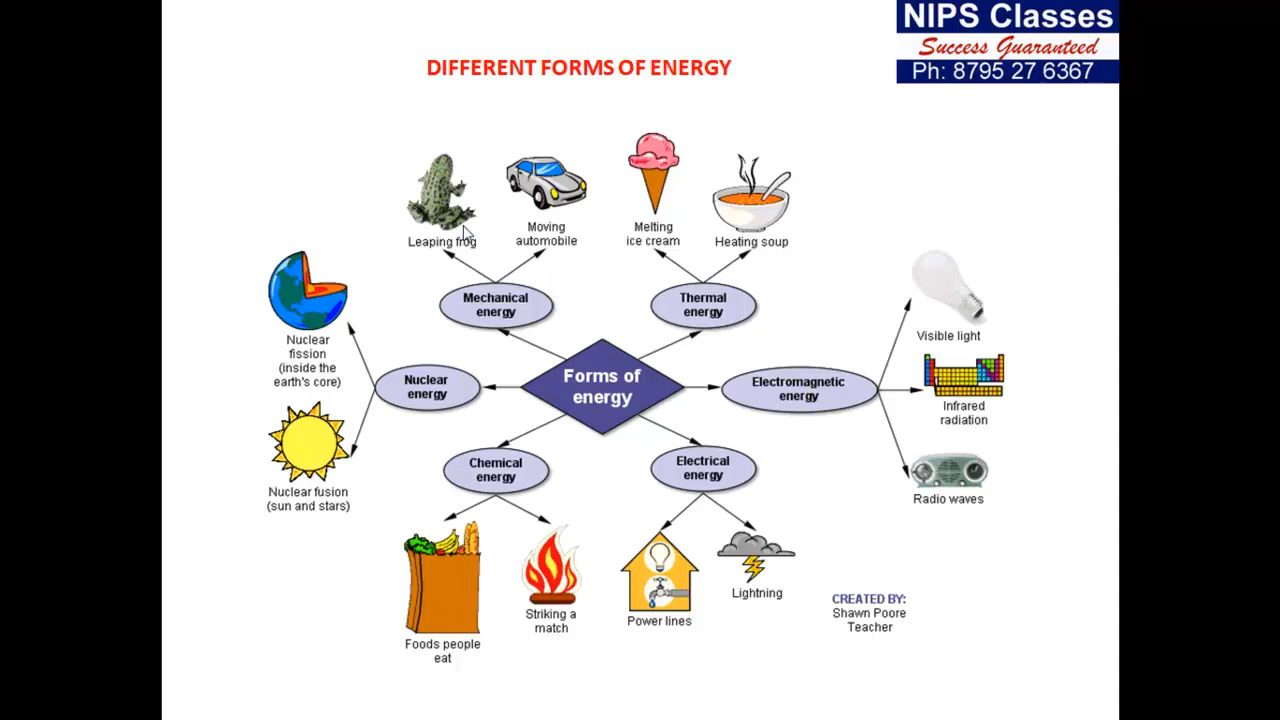 NIPS Classes
Success Guaranteed
Ph: 8795 27 6367
DIFFERENT FORMS OF ENERGY
Leaping frog
Moving
automobile
Melting
ice cream
Heating soup
Mechanical
energy
Thermal
energy
Nuclear
fission
(inside the
earth's core)
Visible light
Forms of
energy
Nuclear
energy
Electromagnetic
energy
Infrared
radiation
Chemical
energy
Electrical
energy
Nuclear fusion
(sun and stars)
Radio waves
Foods people
eat
Striking a
match
Power lines
Lightning
CREATED BY:
Shawn Poore
Teacher